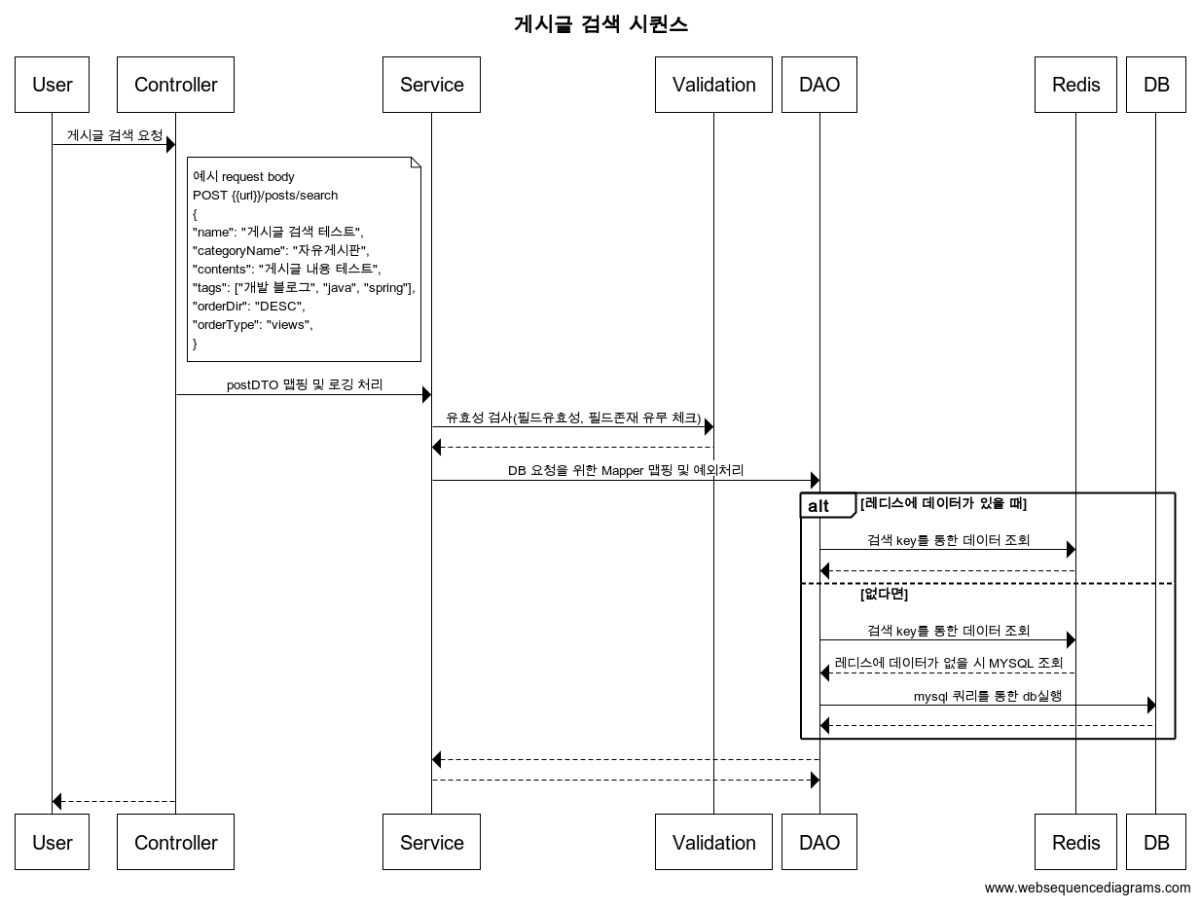 게시글 검색 시퀀스
User
Controller
Service
Validation
DAO
Redis
DB
게시글 검색 요청
예시 request body
POST {{url}}/posts/search
{
"name": "게시글 검색 테스트",
"categoryName": "자유게시판",
"contents": "게시글 내용 테스트",
"tags": ["개발 블로그", "java", "spring"],
"orderDir": "DESC",
"orderType": "views",
}
postDTO 맵핑 및 로깅 처리
유효성 검사(필드유효성, 필드존재 유무 체크)
DB 요청을 위한 Mapper 맵핑 및 예외처리
alt
[레디스에 데이터가 있을 때]
검색 key를 통한 데이터 조회
[없다면]
검색 key를 통한 데이터 조회
레디스에 데이터가 없을 시 MYSQL 조회
mysql 쿼리를 통한 db실행
User
Controller
Service
Validation
DAO
Redis
DB
www.websequencediagrams.com